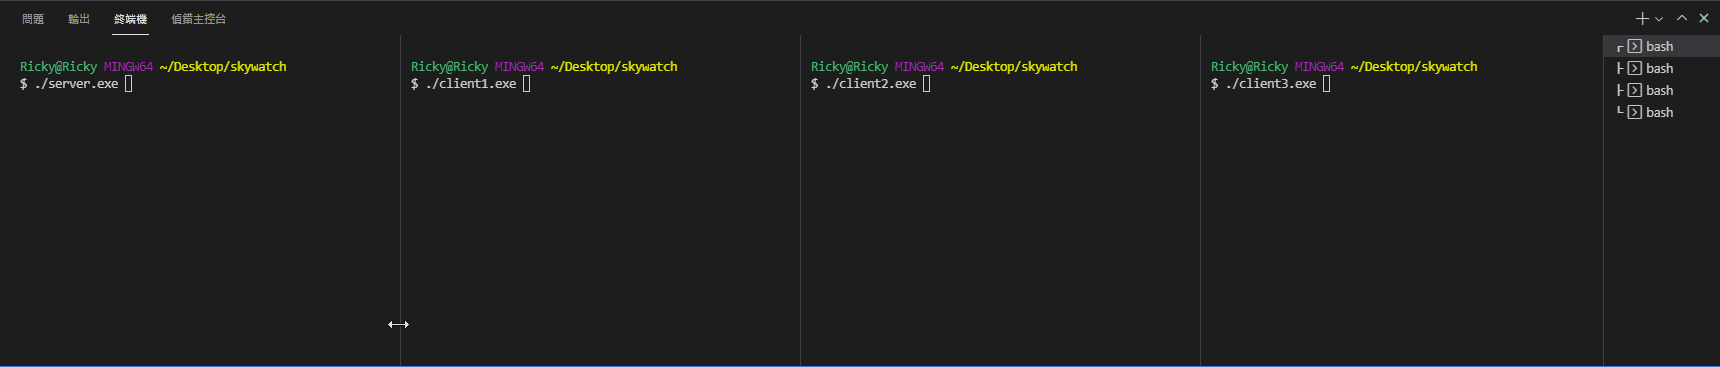 問題 輸出 終端機 偵錯主控台
Ricky@Ricky MINGW64 ~/Desktop/skywatch
$ ./server.exe
Ricky@Ricky MINGW64 ~/Desktop/skywatch
$ ./client1.exe
Ricky@Ricky MINGW64 ~/Desktop/skywatch
$ ./client2.exe
Ricky@Ricky MINGW64 ~/Desktop/skywatch
$ ./client3.exe
bash
bash
bash
bash